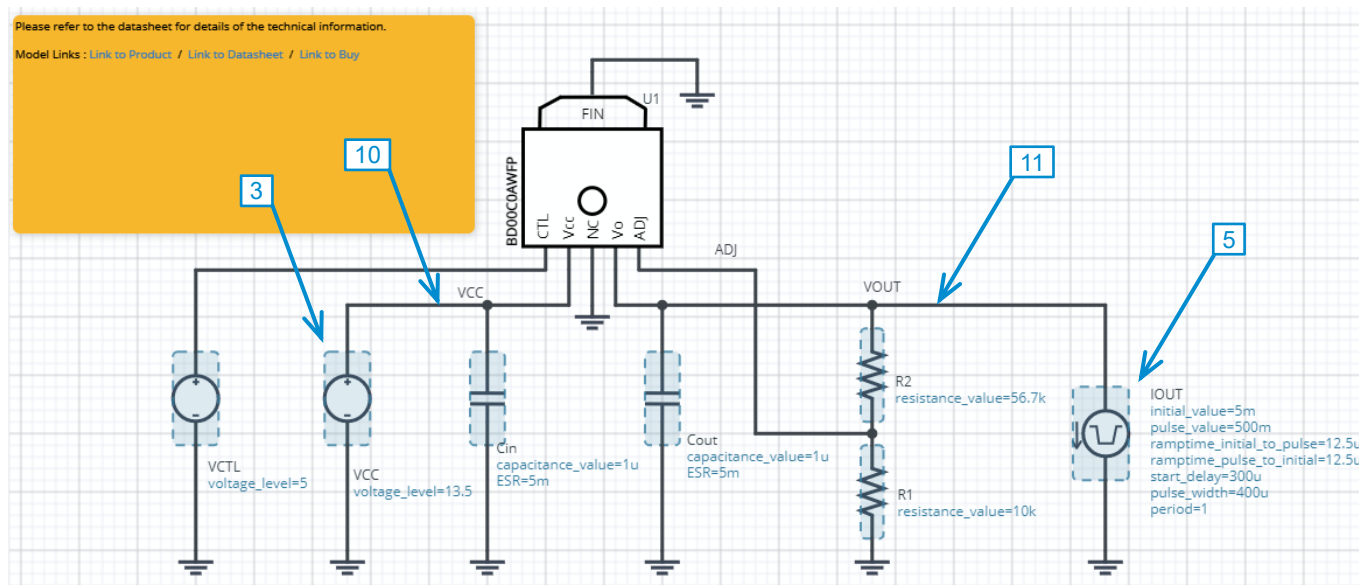 Please refer to the datasheet for details of the technical information.
Model Links : Link to Product / Link to Datasheet / Link to Buy
U1
FIN
BD00C0AWFP
CTL
Vcc
NC
Vo
ADJ
10
3
11
5
ADJ
VCC
VOUT
VCTL
voltage_level=5
VCC
voltage_level=13.5
Cin
capacitance_value=1u
ESR=5m
Cout
capacitance_value=1u
ESR=5m
R2
resistance_value=56.7k
R1
resistance_value=10k
IOUT
initial_value=5m
pulse_value=500m
ramptime_initial_to_pulse=12.5u
ramptime_pulse_to_initial=12.5u
start_delay=300u
pulse_width=400u
period=1